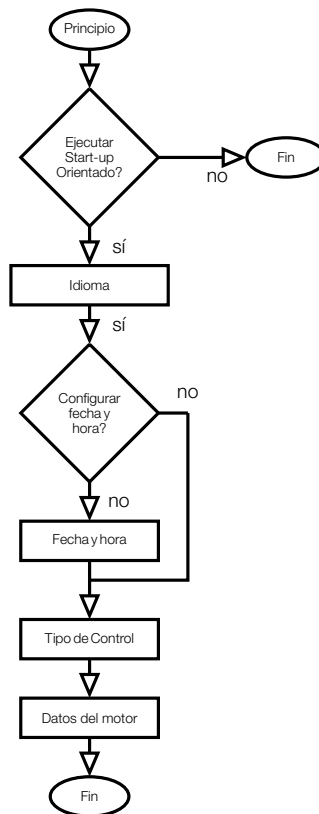 Principio
Ejecutar
Start-up
Orientado?
no
Fin
sí
Idioma
sí
Configurar
fecha y
hora?
no
no
Fecha y hora
Tipo de Control
Datos del motor
Fin